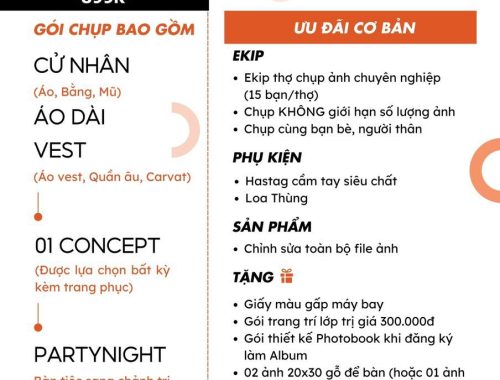 GÓI CHỤP BAO GỒM
CỬ NHÂN
(Áo, Bằng, Mũ)
ÁO DÀI
VEST
(Áo vest, Quần âu, Carvat)
01 CONCEPT
(Được lựa chọn bất kỳ
kèm trang phục)
PARTYNIGHT
ƯU ĐÃI CƠ BẢN
EKIP
• Ekip thợ chụp ảnh chuyên nghiệp
(15 bạn/thợ)
• Chụp KHÔNG giới hạn số lượng ảnh
• Chụp cùng bạn bè, người thân
PHỤ KIỆN
• Hastag cầm tay siêu chất
• Loa Thùng
SẢN PHẨM
• Chỉnh sửa toàn bộ file ảnh
TẶNG
• Giấy màu gấp máy bay
• Gói trang trí lớp trị giá 300.000đ
• Gói thiết kế Photobook khi đăng ký
làm Album
• 02 ảnh 20x30 gỗ để bàn (hoặc 01 ảnh